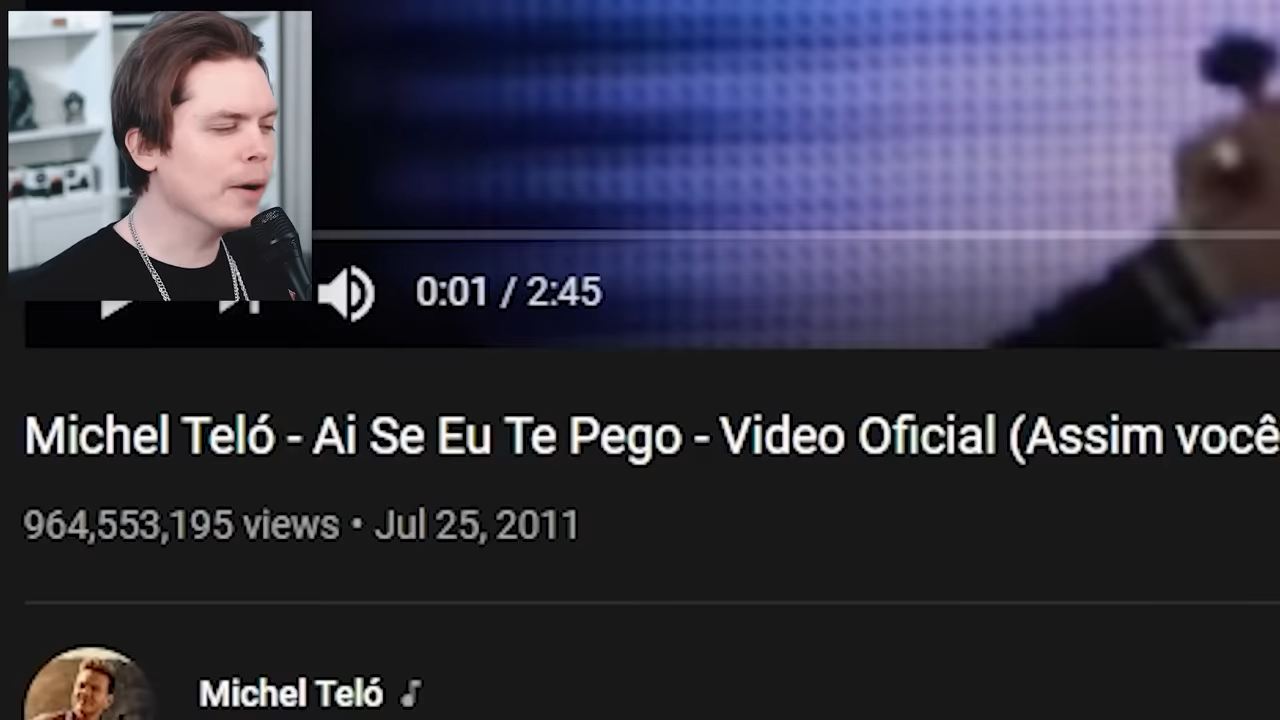 0:01 / 2:45
Michel Teló - Ai Se Eu Te Pego - Video Oficial (Assim você
964,553,195 views • Jul 25, 2011
Michel Teló